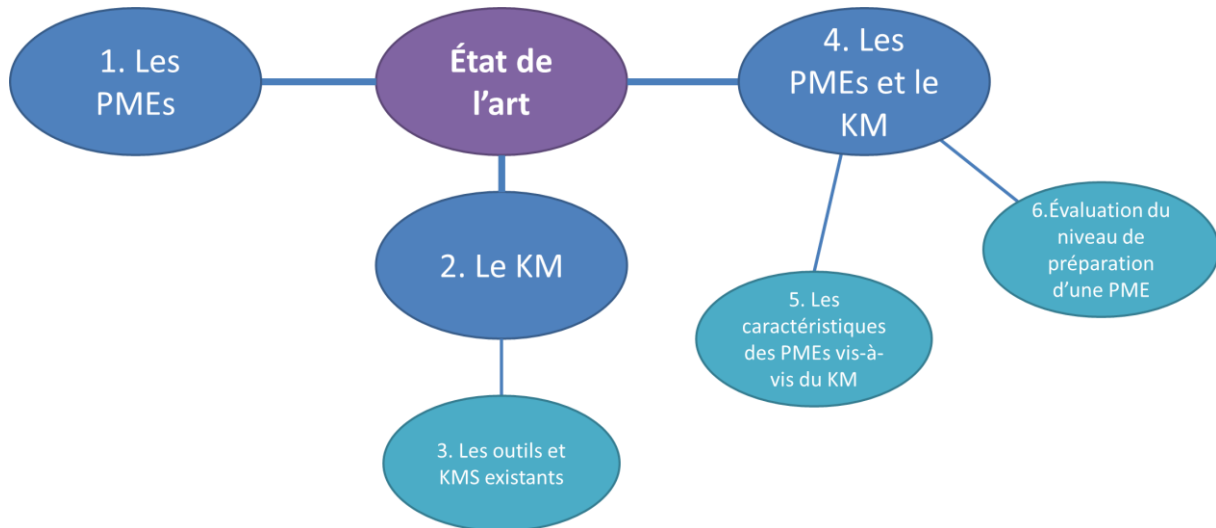 1. Les
PMEs
État de
l’art
4. Les
PMEs et le
KM
2. Le KM
6.Évaluation du
niveau de
préparation
d’une PME
5. Les
caractéristiques
des PMEs vis-à-
vis du KM
3. Les outils et
KMS existants